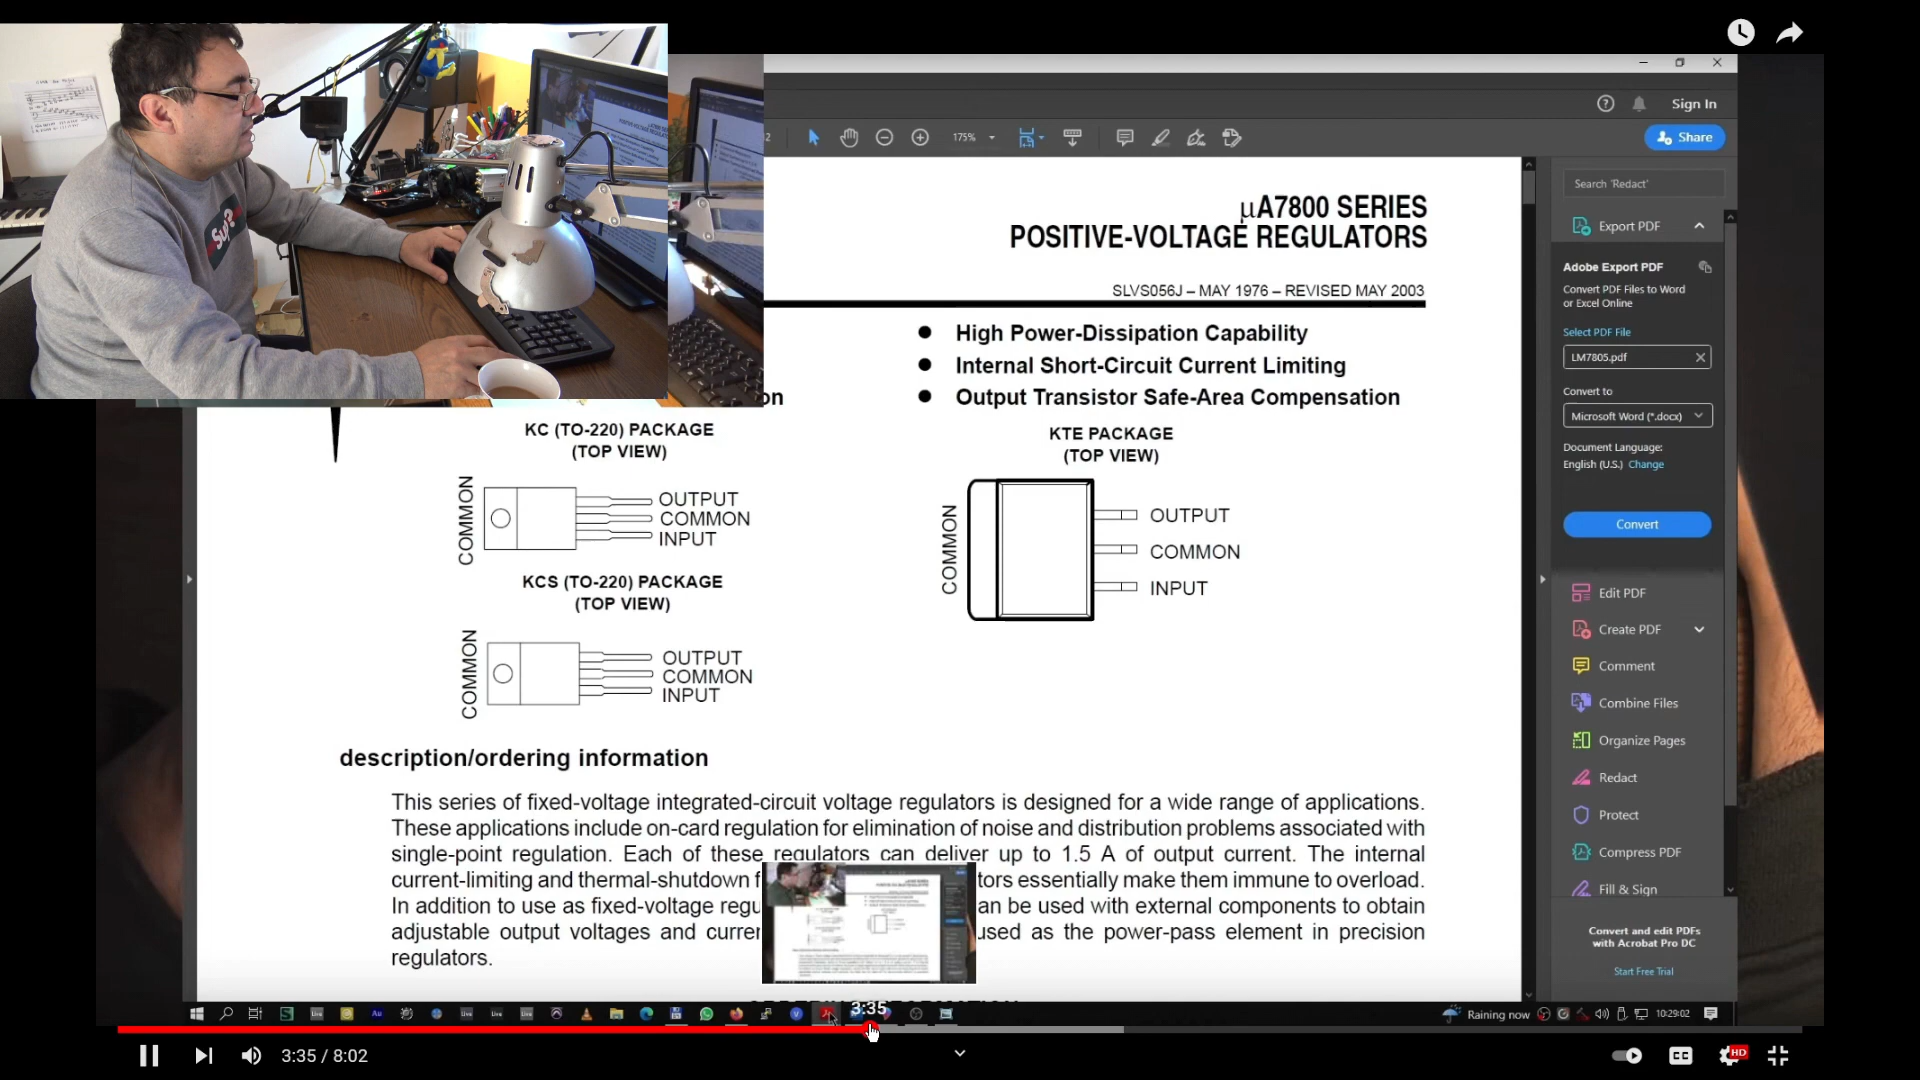 Sign In
175%
Share
Sup?
µA7800 SERIES
POSITIVE-VOLTAGE REGULATORS
SLVS056J – MAY 1976 – REVISED MAY 2003
High Power-Dissipation Capability
Internal Short-Circuit Current Limiting
Output Transistor Safe-Area Compensation
on
KC (TO-220) PACKAGE
(TOP VIEW)
COMMON
OUTPUT
COMMON
INPUT
KTE PACKAGE
(TOP VIEW)
COMMON
OUTPUT
COMMON
INPUT
KCS (TO-220) PACKAGE
(TOP VIEW)
COMMON
OUTPUT
COMMON
INPUT
description/ordering information
This series of fixed-voltage integrated-circuit voltage regulators is designed for a wide range of applications.
These applications include on-card regulation for elimination of noise and distribution problems associated with
single-point regulation. Each of these regulators can deliver up to 1.5 A of output current. The internal
current-limiting and thermal-shutdown f tors essentially make them immune to overload.
In addition to use as fixed-voltage regu an be used with external components to obtain
adjustable output voltages and currer used as the power-pass element in precision
regulators.
Search 'Redact'
Export PDF
Adobe Export PDF
Convert PDF Files to Word
or Excel Online
Select PDF File
LM7805.pdf
Convert to
Microsoft Word (*.docx)
Document Language:
English (U.S.) Change
Convert
Edit PDF
Create PDF
Comment
Combine Files
Organize Pages
Redact
Protect
Compress PDF
Fill & Sign
Convert and edit PDFs
with Acrobat Pro DC
Start Free Trial
3:35
Raining now
10:29:02
3:35 / 8:02
CC
HD